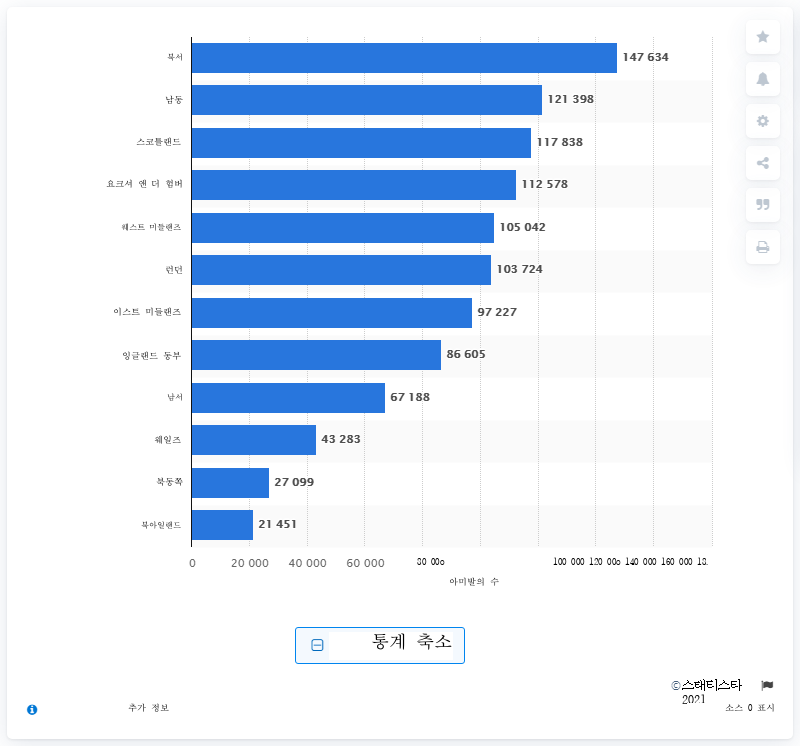 북서 147 634
남동 121 398
스코틀랜드 117 838
요크셔 앤 더 험버 112 578
웨스트 미들랜즈 105 042
런던 103 724
이스트 미들랜즈 97 227
잉글랜드 동부 86 605
남서 67 188
웨일즈 43 283
북동쪽 27 099
북아일랜드 21 451
0 20 000 40 000 60 000 80 00o 100 000 120 00o 140 000 160 000 18.
아미발의 수
통계 축소
©스태티스타
2021
추가 정보 소스 0 표시